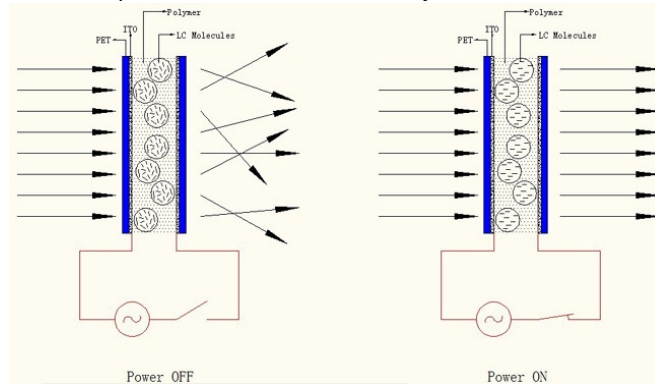 Polymer
ITO
LC Molecules
PET
Polymer
ITO
LC Molecules
PET
Power OFF
Power ON